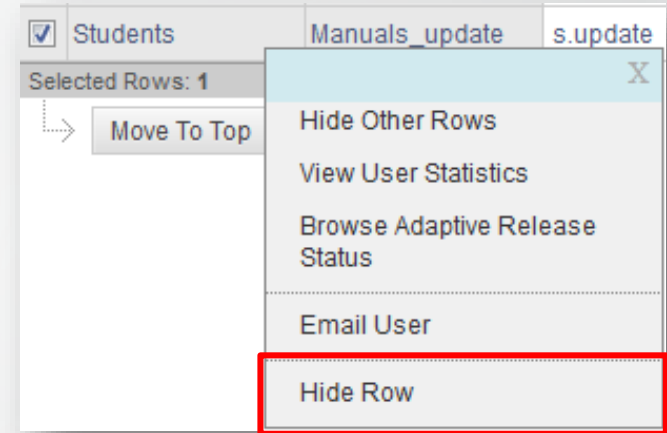 Students Manuals_update s.update
Selected Rows: 1
X
Move To Top
Hide Other Rows
View User Statistics
Browse Adaptive Release
Status
Email User
Hide Row